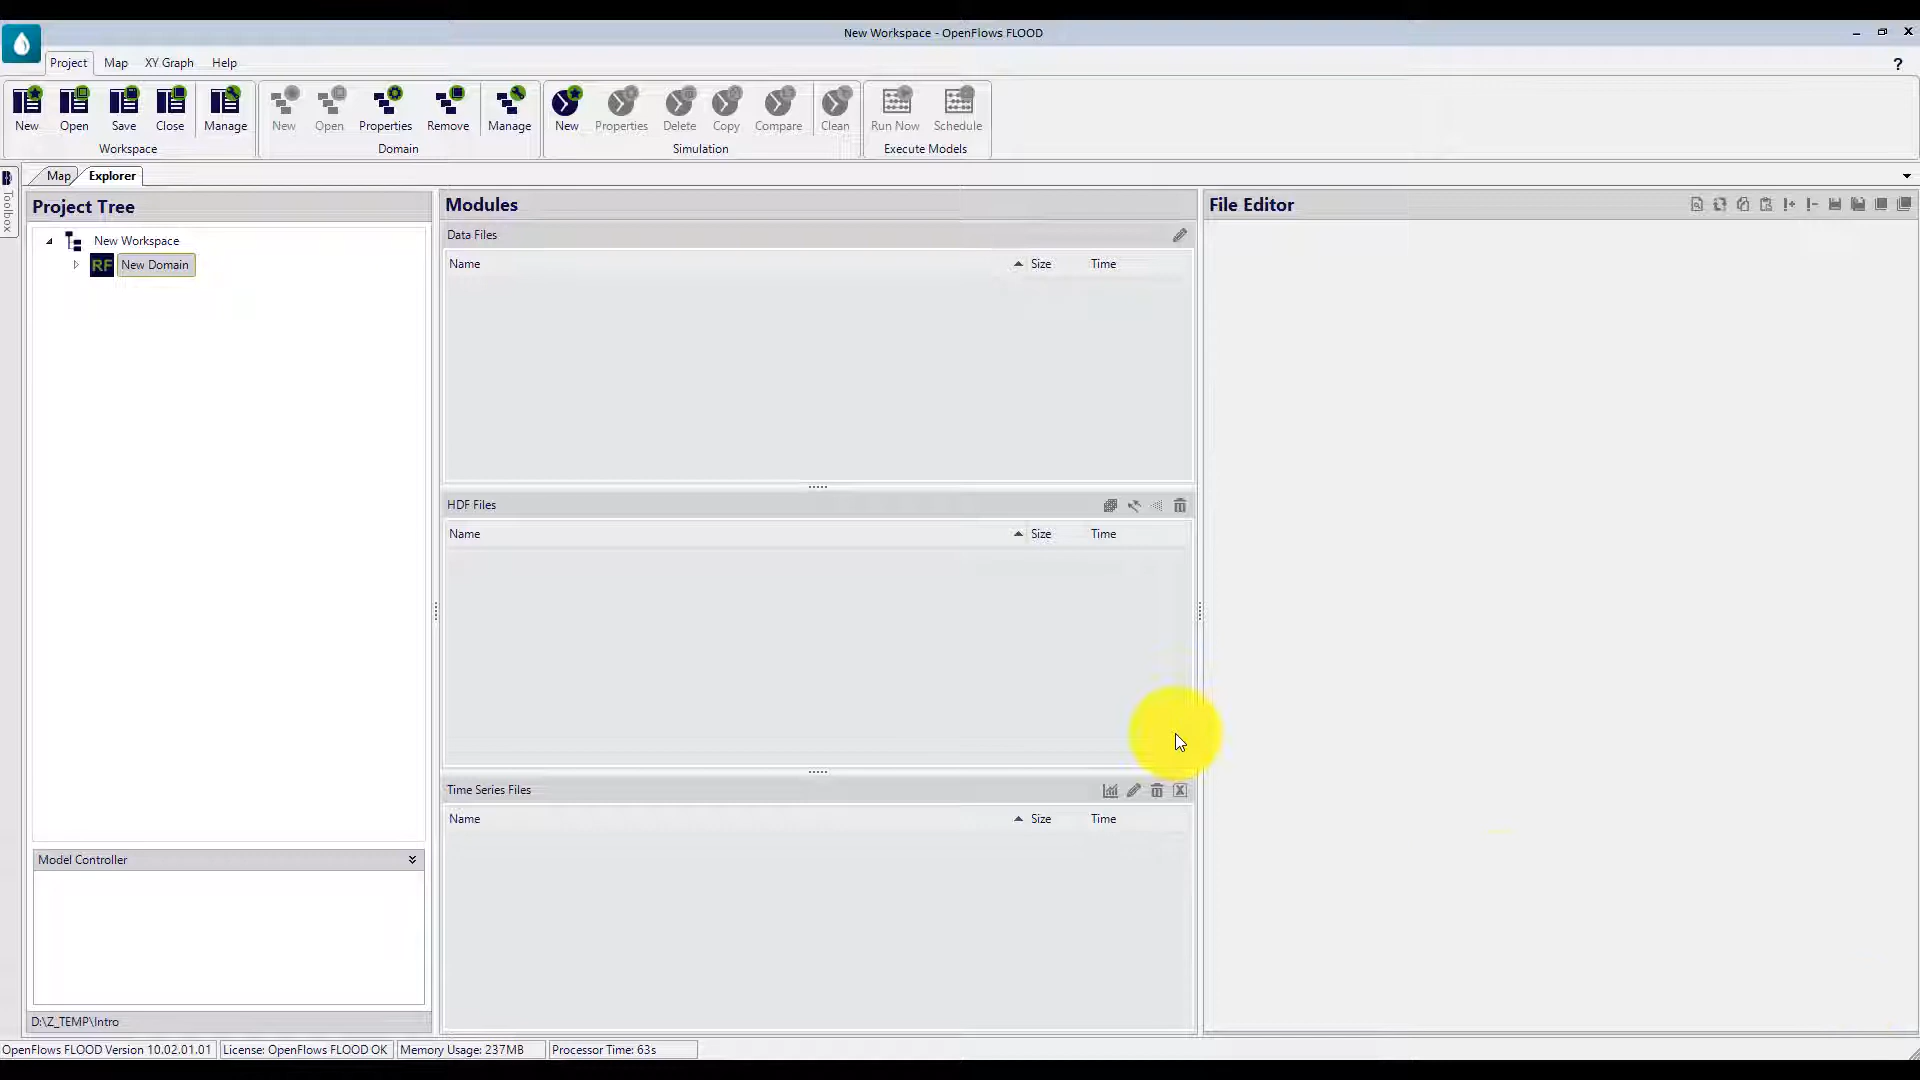 New Workspace - OpenFlows FLOOD
Project Map XY Graph Help ?
New Open Save Close Manage New Open Properties Remove Manage New Properties Delete Copy Compare Clean Run Now Schedule
Workspace Domain Simulation Execute Models
Map Explorer
Toolbox
Project Tree
New Workspace
RF New Domain
Model Controller
D:\Z_TEMP\Intro
Modules
Data Files
Name Size Time
HDF Files
Name Size Time
Time Series Files
Name Size Time
File Editor
OpenFlows FLOOD Version 10.02.01.01 License: OpenFlows FLOOD OK Memory Usage: 237MB Processor Time: 63s